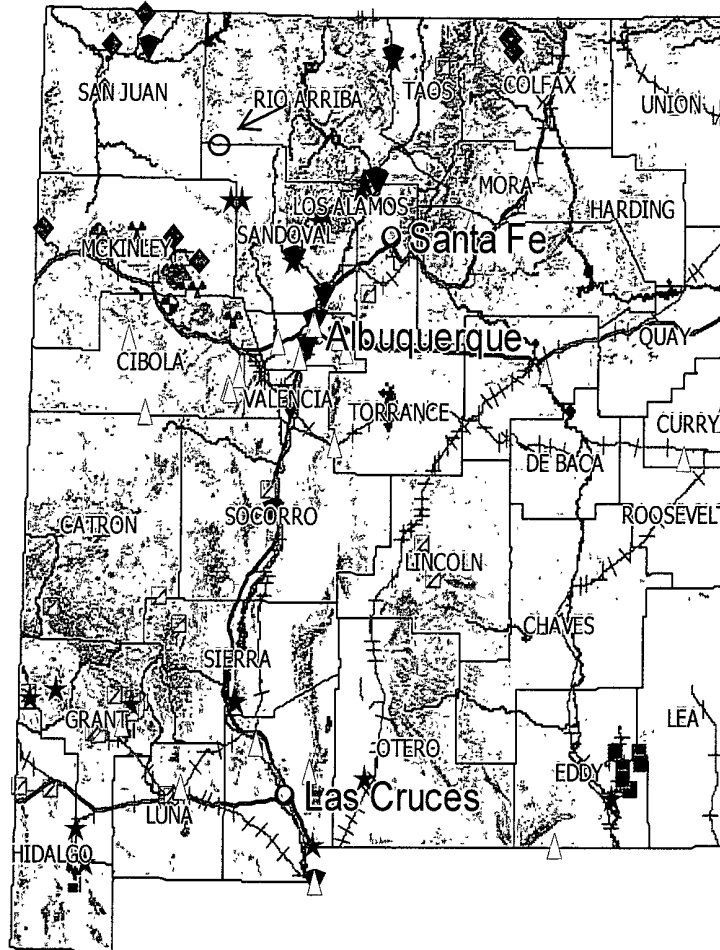 SAN JUAN
RIO ARRIBA
TAOS
COLFAX
UNION
MORA
LOS ALAMOS
HARDING
SANDOVAL
MCKINLEY
Santa Fe
Albuquerque
QUAY
CIBOLA
VALENCIA
TORRANCE
CURRY
DE BACA
SOCORRO
ROOSEVELT
CATRON
LINCOLN
CHAVES
SIERRA
GRANT
LEA
OTERO
EDDY
Las Cruces
LUNA
HIDALGO